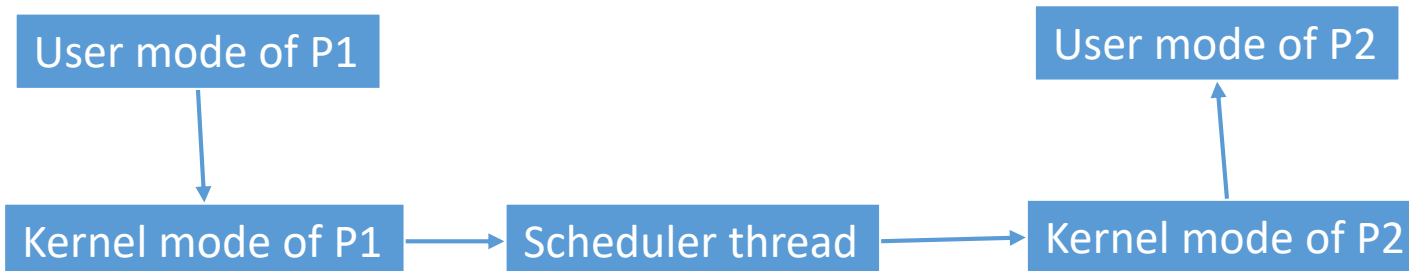 User mode of P1
User mode of P2
Kernel mode of P1
Scheduler thread
Kernel mode of P2